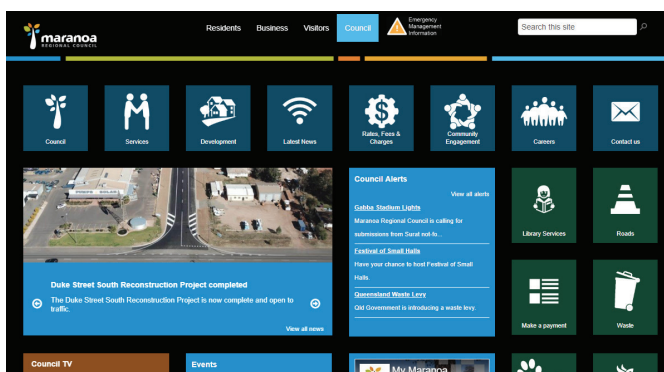 maranoa
REGIONAL COUNCIL
Residents
Business
Visitors
Council
Emergency
Management
Information
Search this site
Council
Services
Development
Latest News
Rates, Fees &
Charges
Community
Engagement
Careers
Contact us
Duke Street South Reconstruction Project completed
The Duke Street South Reconstruction Project is now complete and open to
traffic.
View all news
Council Alerts
View all alerts
Gabba Stadium Lights
Maranoa Regional Council is calling for
submissions from Surat not-fo...
Festival of Small Halls
Have your chance to host Festival of Small
Halls.
Queensland Waste Levy
Qld Government is introducing a waste levy.
Library Services
Roads
Make a payment
Waste
Council TV
Events
My Maranoa